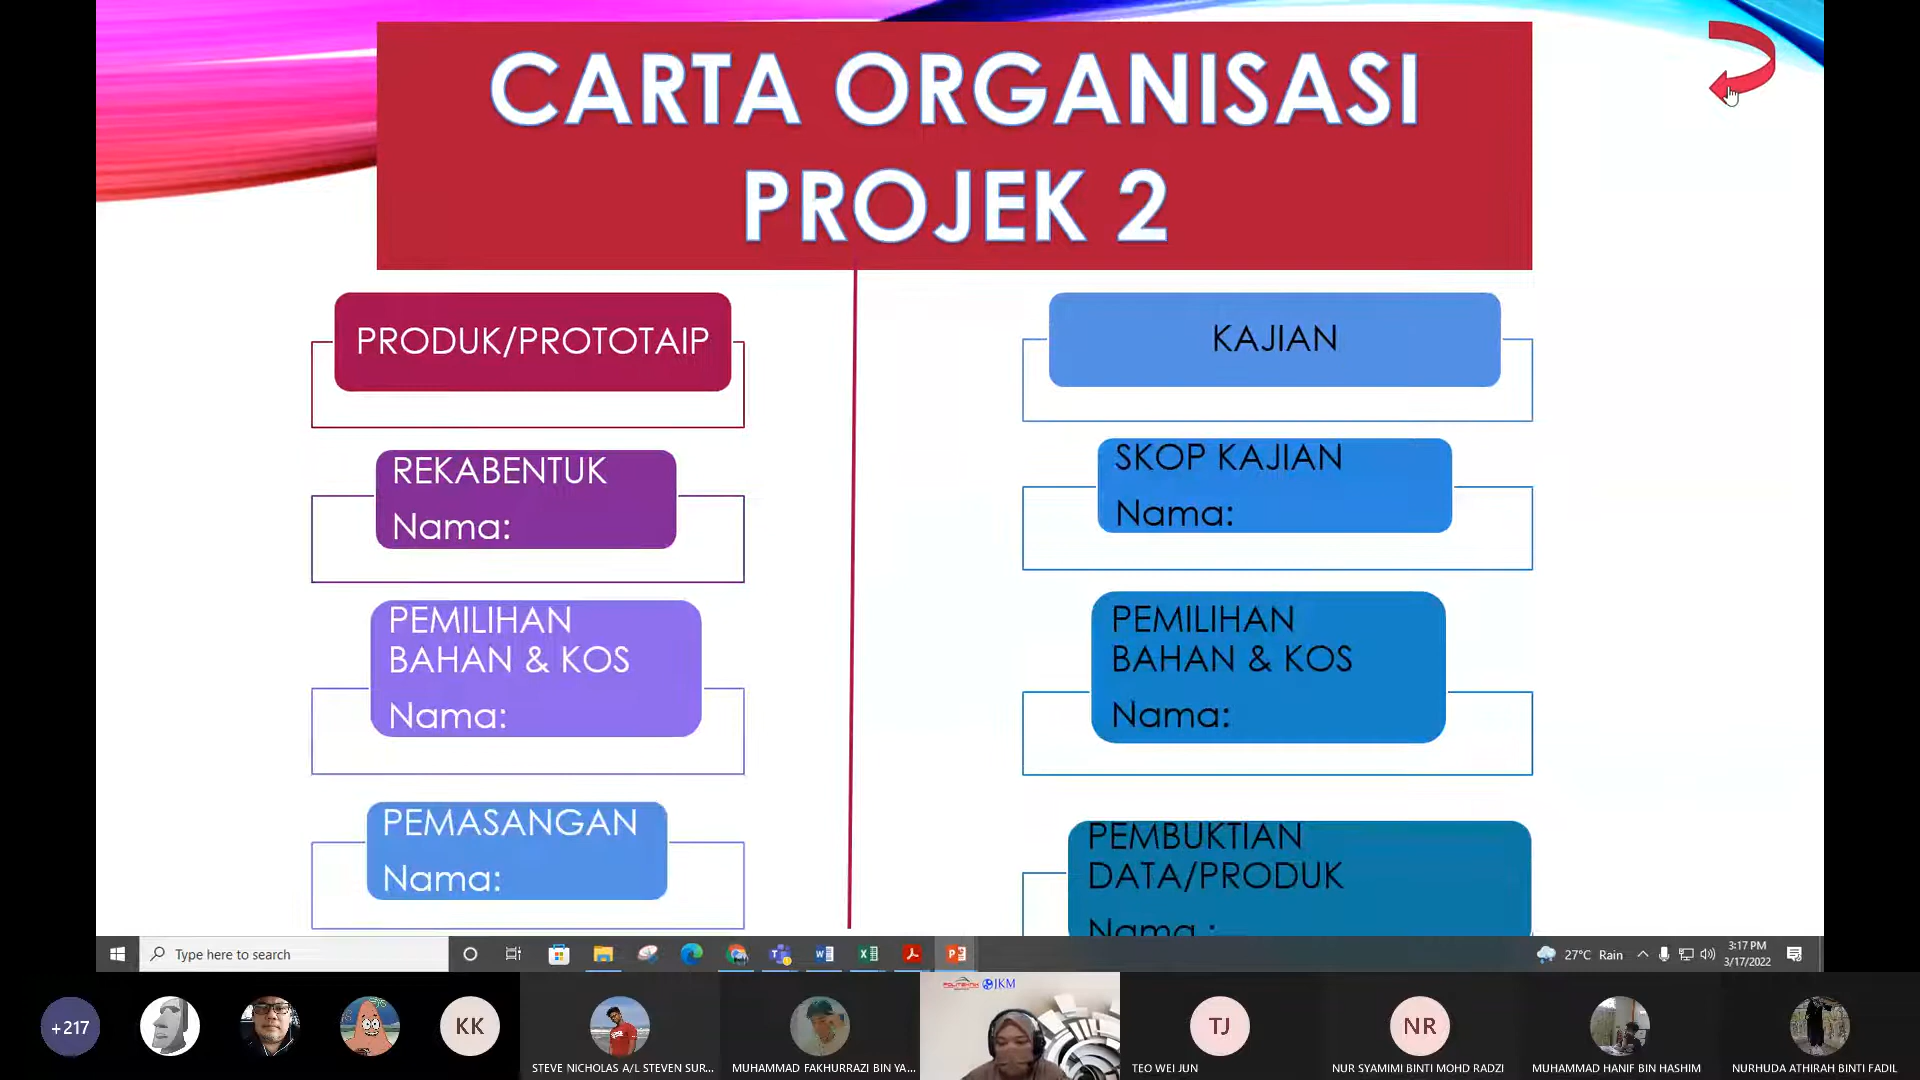 CARTA ORGANISASI
PROJEK 2
PRODUK/PROTOTAIP
REKABENTUK
Nama:
PEMILIHAN
BAHAN & KOS
Nama:
PEMASANGAN
Nama:
KAJIAN
SKOP KAJIAN
Nama:
PEMILIHAN
BAHAN & KOS
Nama:
PEMBUKTIAN
DATA/PRODUK
Nama :
Type here to search
27°C Rain
3:17 PM
3/17/2022
+217
KK
STEVE NICHOLAS A/L STEVEN SUR...
MUHAMMAD FAKHURRAZI BIN YA...
POLITEKNIK
JKM
TJ
TEO WEI JUN
NR
NUR SYAMIMI BINTI MOHD RADZI
MUHAMMAD HANIF BIN HASHIM
NURHUDA ATHIRAH BINTI FADIL